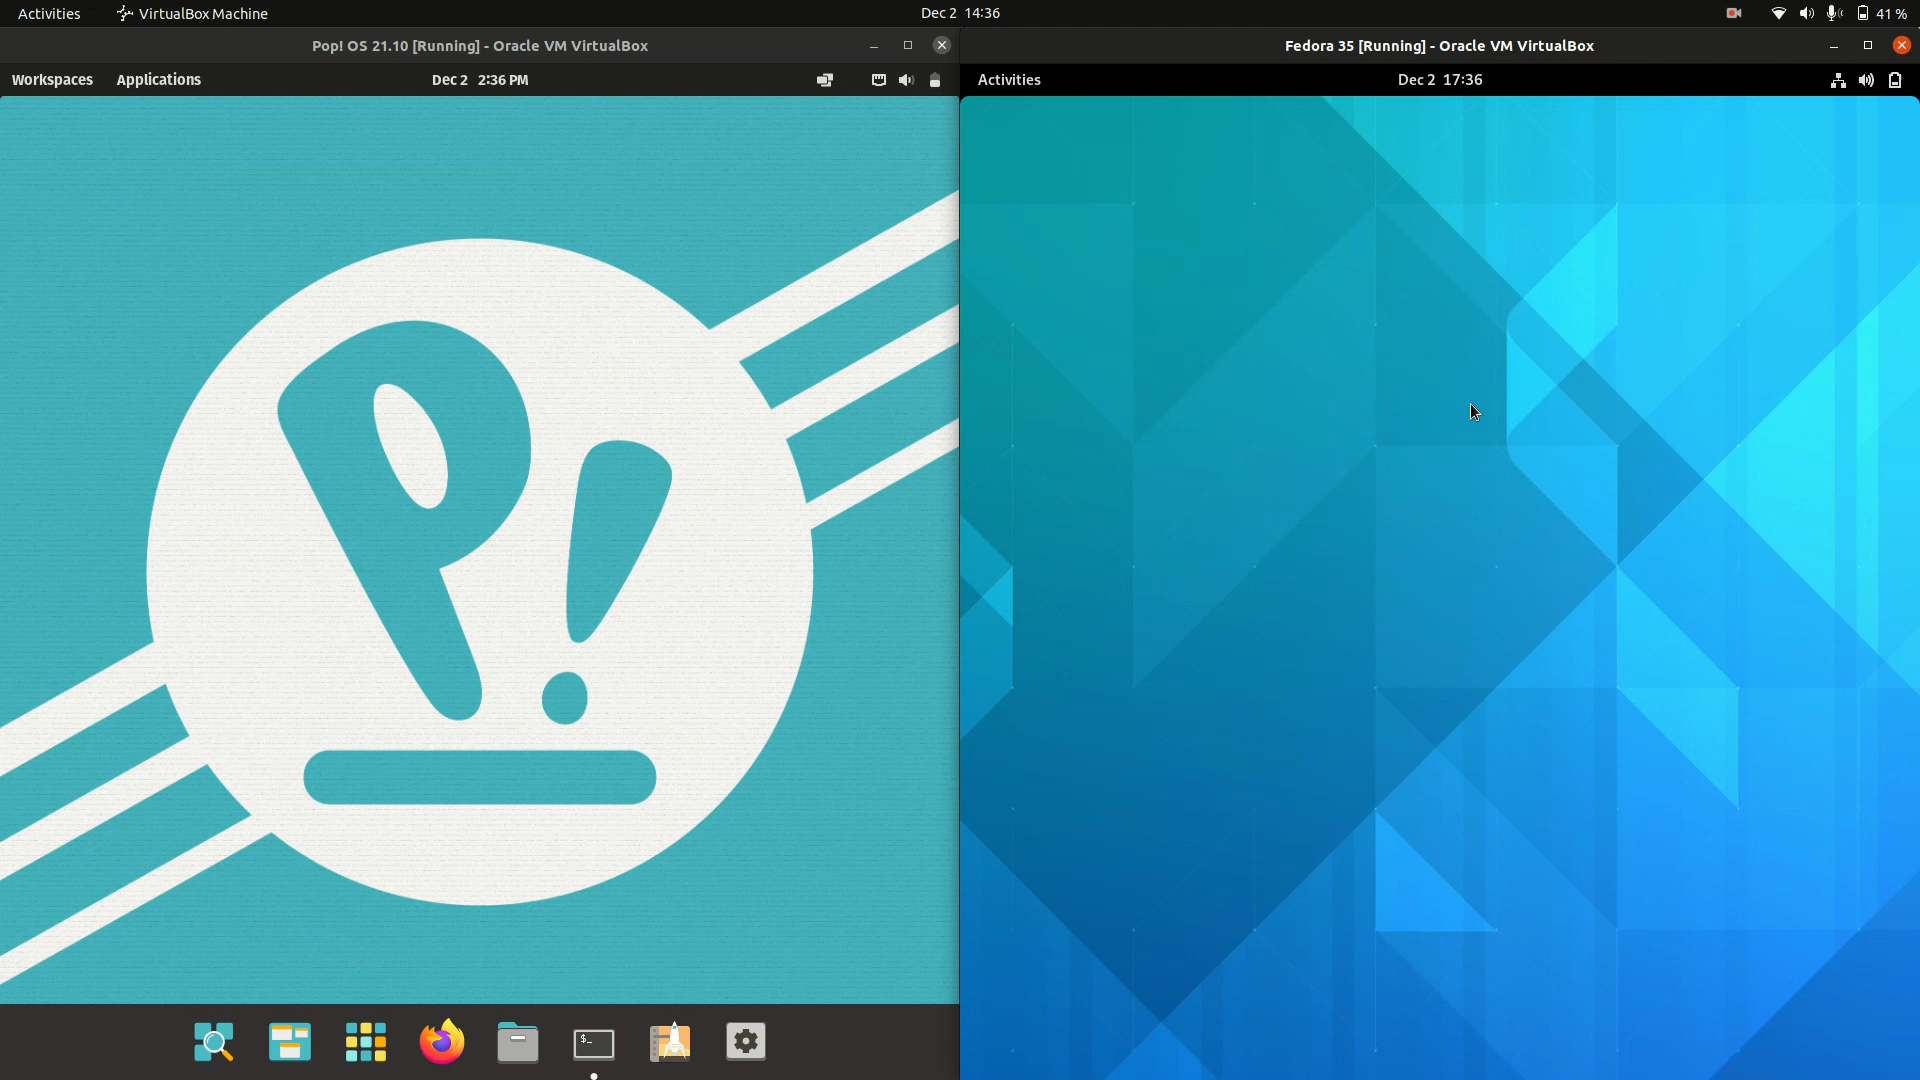 Activities VirtualBox Machine Dec 2 14:36 41 %
Pop! OS 21.10 [Running] - Oracle VM VirtualBox
Fedora 35 [Running] - Oracle VM VirtualBox
Workspaces Applications Dec 2 2:36 PM
Activities Dec 2 17:36
P!
$_